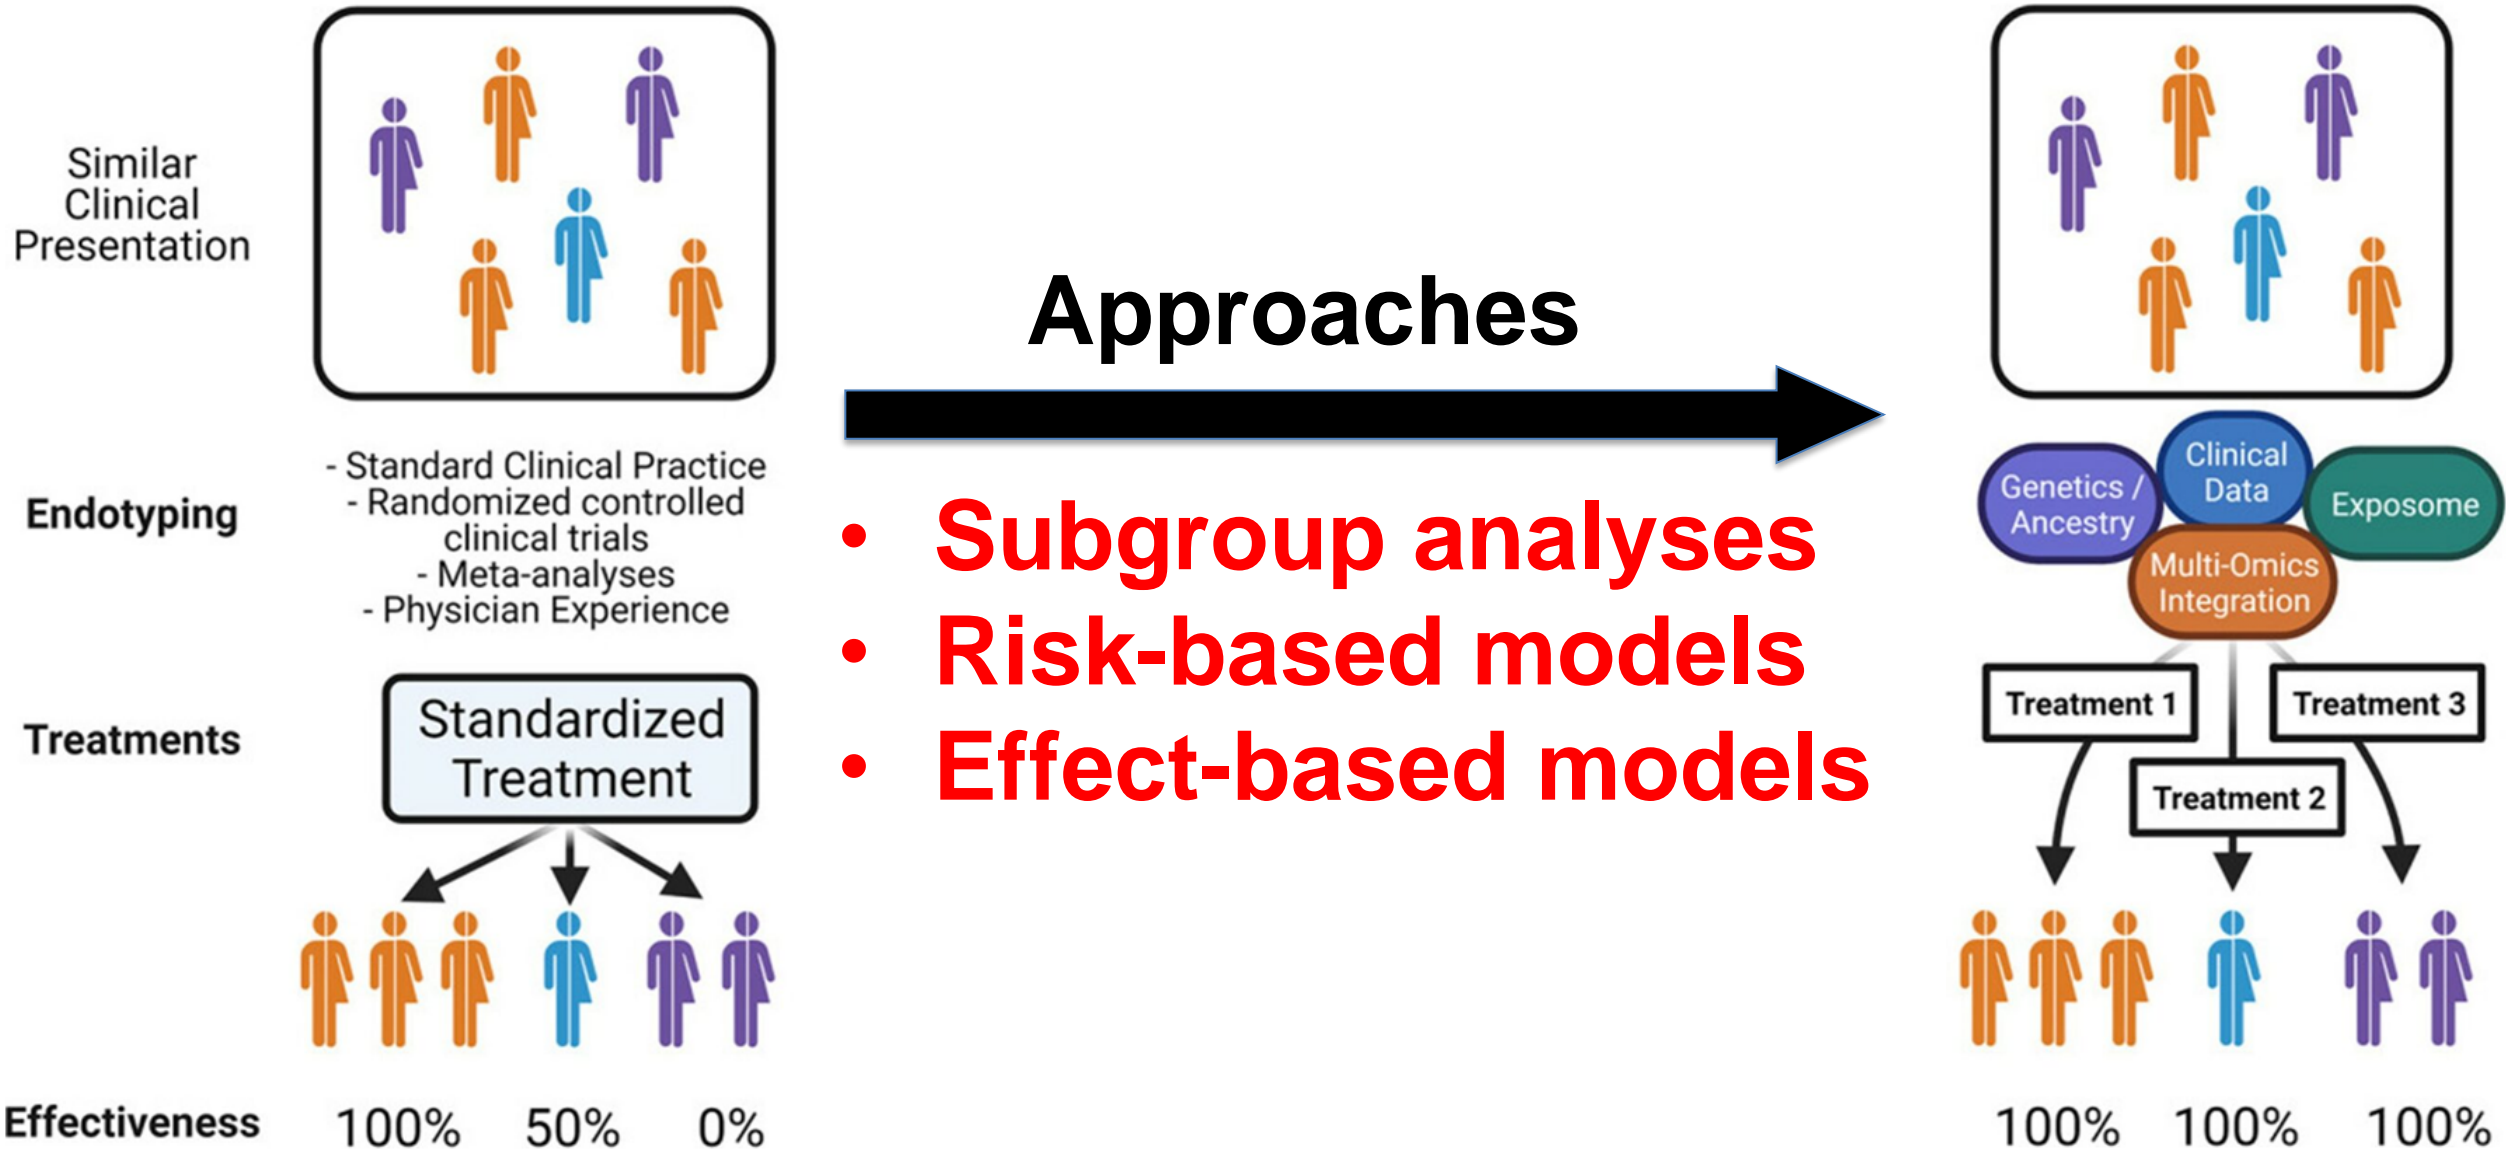 Similar
Clinical
Presentation
Endotyping
- Standard Clinical Practice
- Randomized controlled
clinical trials
- Meta-analyses
- Physician Experience
Treatments
Standardized
Treatment
Effectiveness
100% 50% 0%
Approaches
• Subgroup analyses
• Risk-based models
• Effect-based models
Genetics /
Ancestry
Clinical
Data
Exposome
Multi-Omics
Integration
Treatment 1
Treatment 3
Treatment 2
100% 100% 100%